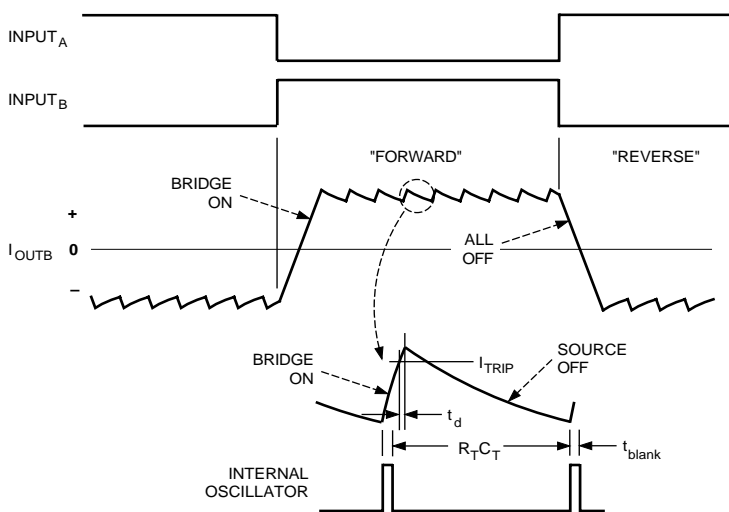 INPUT_A
INPUT_B
"FORWARD"
"REVERSE"
BRIDGE
ON
+
I_OUTB 0
ALL
OFF
–
I_TRIP
SOURCE
OFF
BRIDGE
ON
t_d
R_TC_T
t_blank
INTERNAL
OSCILLATOR